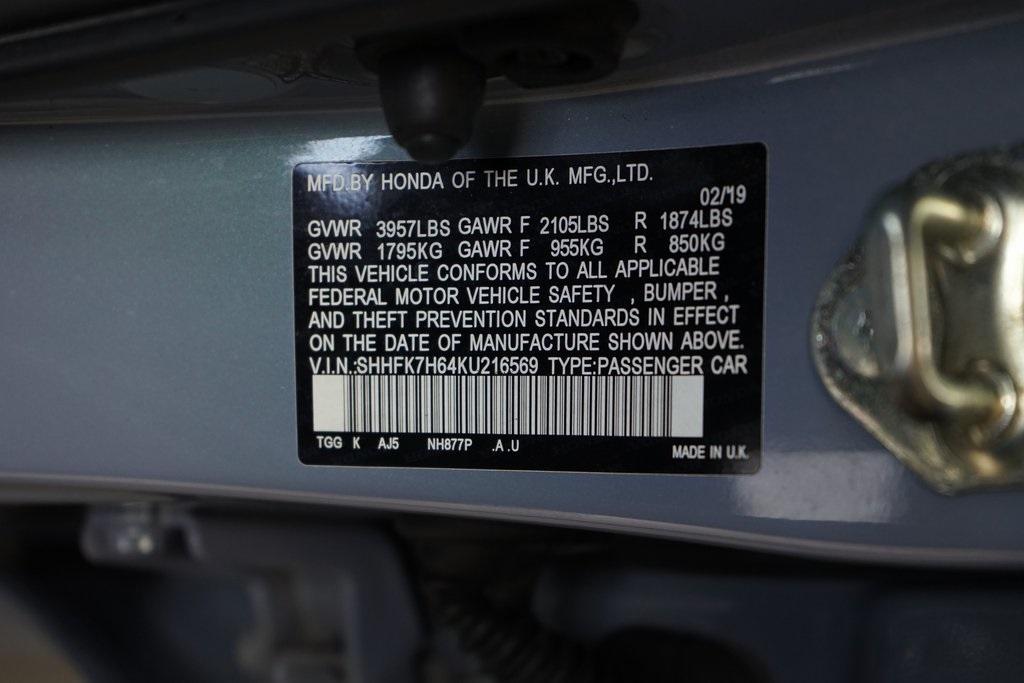 MFD.BY HONDA OF THE U.K. MFG.,LTD.
02/19
GVWR 3957LBS GAWR F 2105LBS R 1874LBS
GVWR 1795KG GAWR F 955KG R 850KG
THIS VEHICLE CONFORMS TO ALL APPLICABLE
FEDERAL MOTOR VEHICLE SAFETY , BUMPER ,
AND THEFT PREVENTION STANDARDS IN EFFECT
ON THE DATE OF MANUFACTURE SHOWN ABOVE.
V.I.N.:SHHFK7H64KU216569 TYPE:PASSENGER CAR
TGG K AJ5 NH877P .A .U
MADE IN U.K.